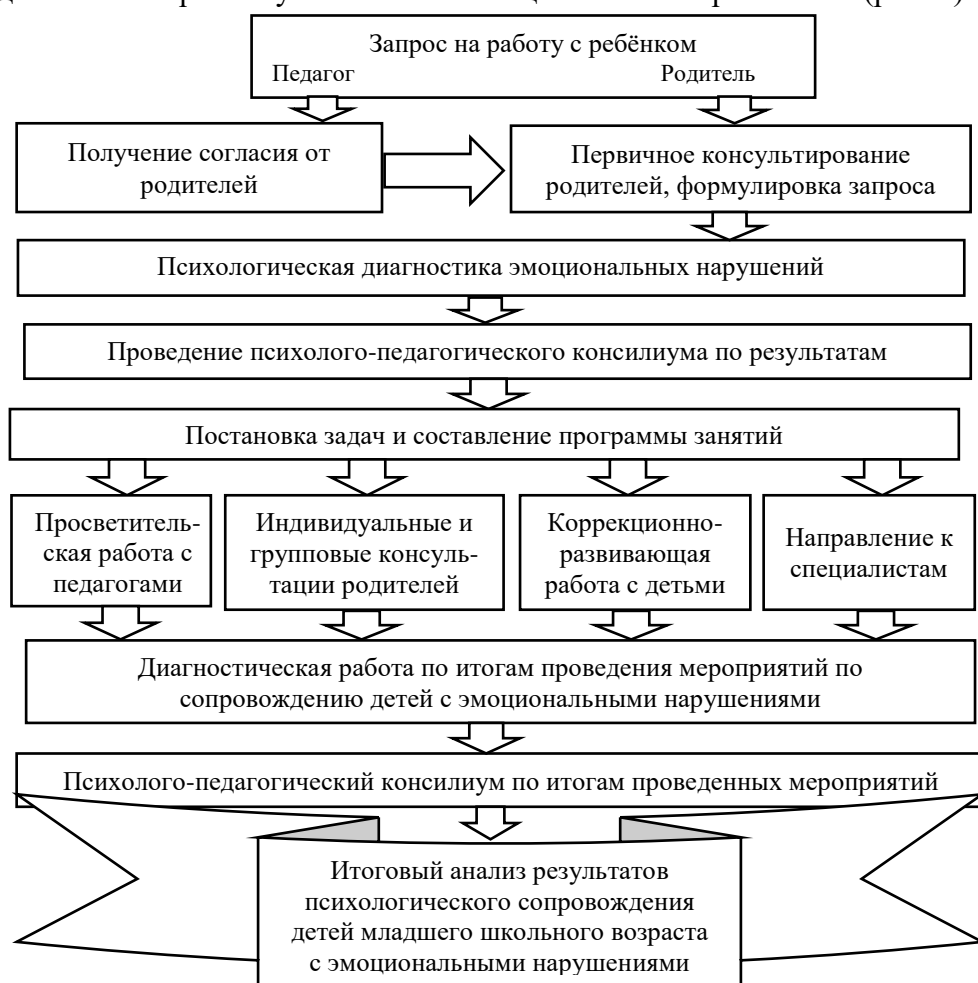 Запрос на работу с ребёнком
Педагог Родитель
Получение согласия от
родителей
Первичное консультирование
родителей, формулировка запроса
Психологическая диагностика эмоциональных нарушений
Проведение психолого-педагогического консилиума по результатам
Постановка задач и составление программы занятий
Просветитель-
ская работа с
педагогами
Индивидуальные и
групповые консуль-
тации родителей
Коррекционно-
развивающая
работа с детьми
Направление к
специалистам
Диагностическая работа по итогам проведения мероприятий по
сопровождению детей с эмоциональными нарушениями
Психолого-педагогический консилиум по итогам проведенных мероприятий
Итоговый анализ результатов
психологического сопровождения
детей младшего школьного возраста
с эмоциональными нарушениями